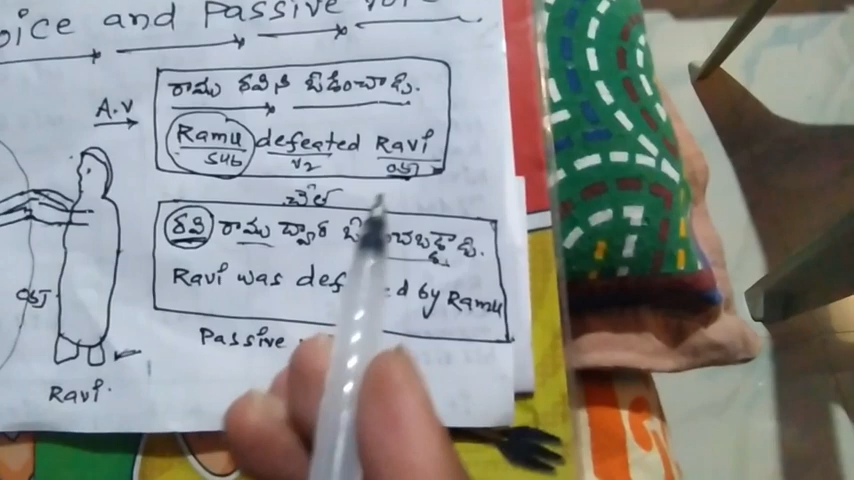 oice and Passive Voi
A.V
రాము రవిని ఓడించాడు.
Ramu defeated Ravi
Sub V2 obj
చేత
రవి రాము ద్వారా
Ravi was by Ramu
obj
Passive
Ravi.